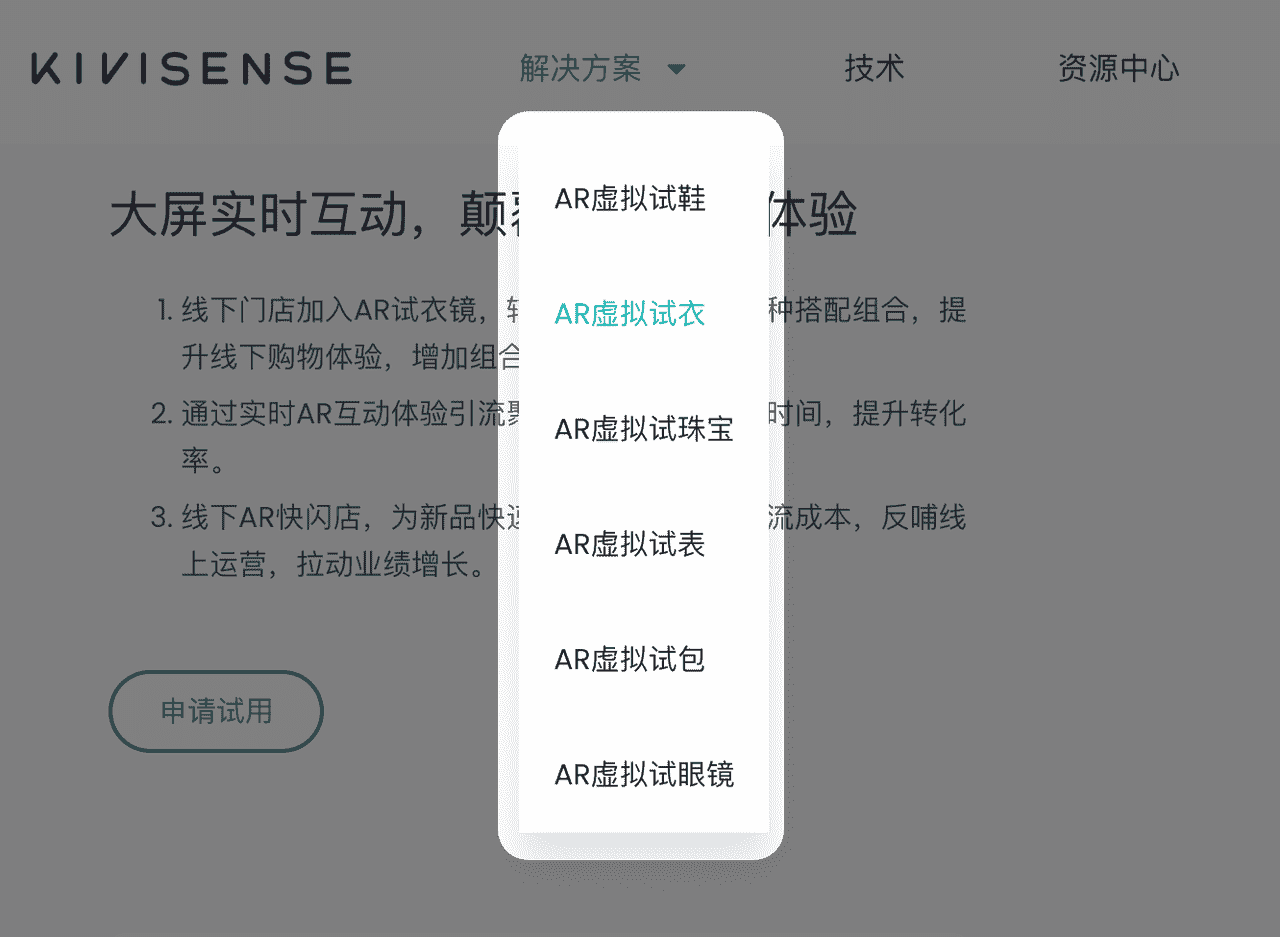 KIVISENSE
解决方案
技术
资源中心
大屏实时互动，颠
体验
AR虚拟试鞋
1. 线下门店加入AR试衣镜，
种搭配组合，提
AR虚拟试衣
升线下购物体验，增加组合
2. 通过实时AR互动体验引流
时间，提升转化
AR虚拟试珠宝
率。
3. 线下AR快闪店，为新品快
流成本，反哺线
AR虚拟试表
上运营，拉动业绩增长。
AR虚拟试包
申请试用
AR虚拟试眼镜